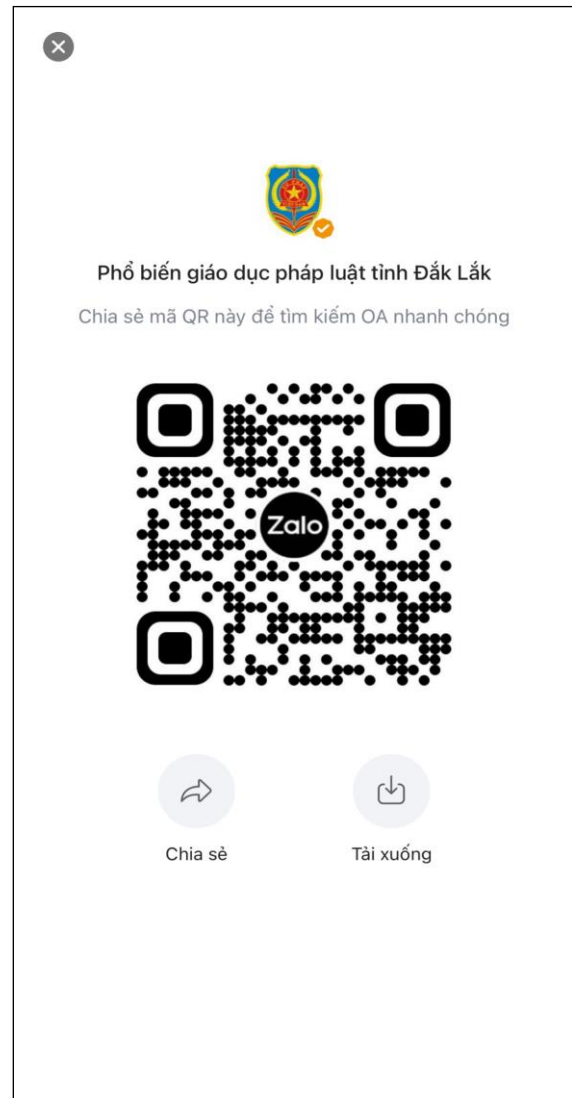 Phổ biến giáo dục pháp luật tỉnh Đắk Lắk
Chia sẻ mã QR này để tìm kiếm OA nhanh chóng
Zalo
Chia sẻ
Tải xuống